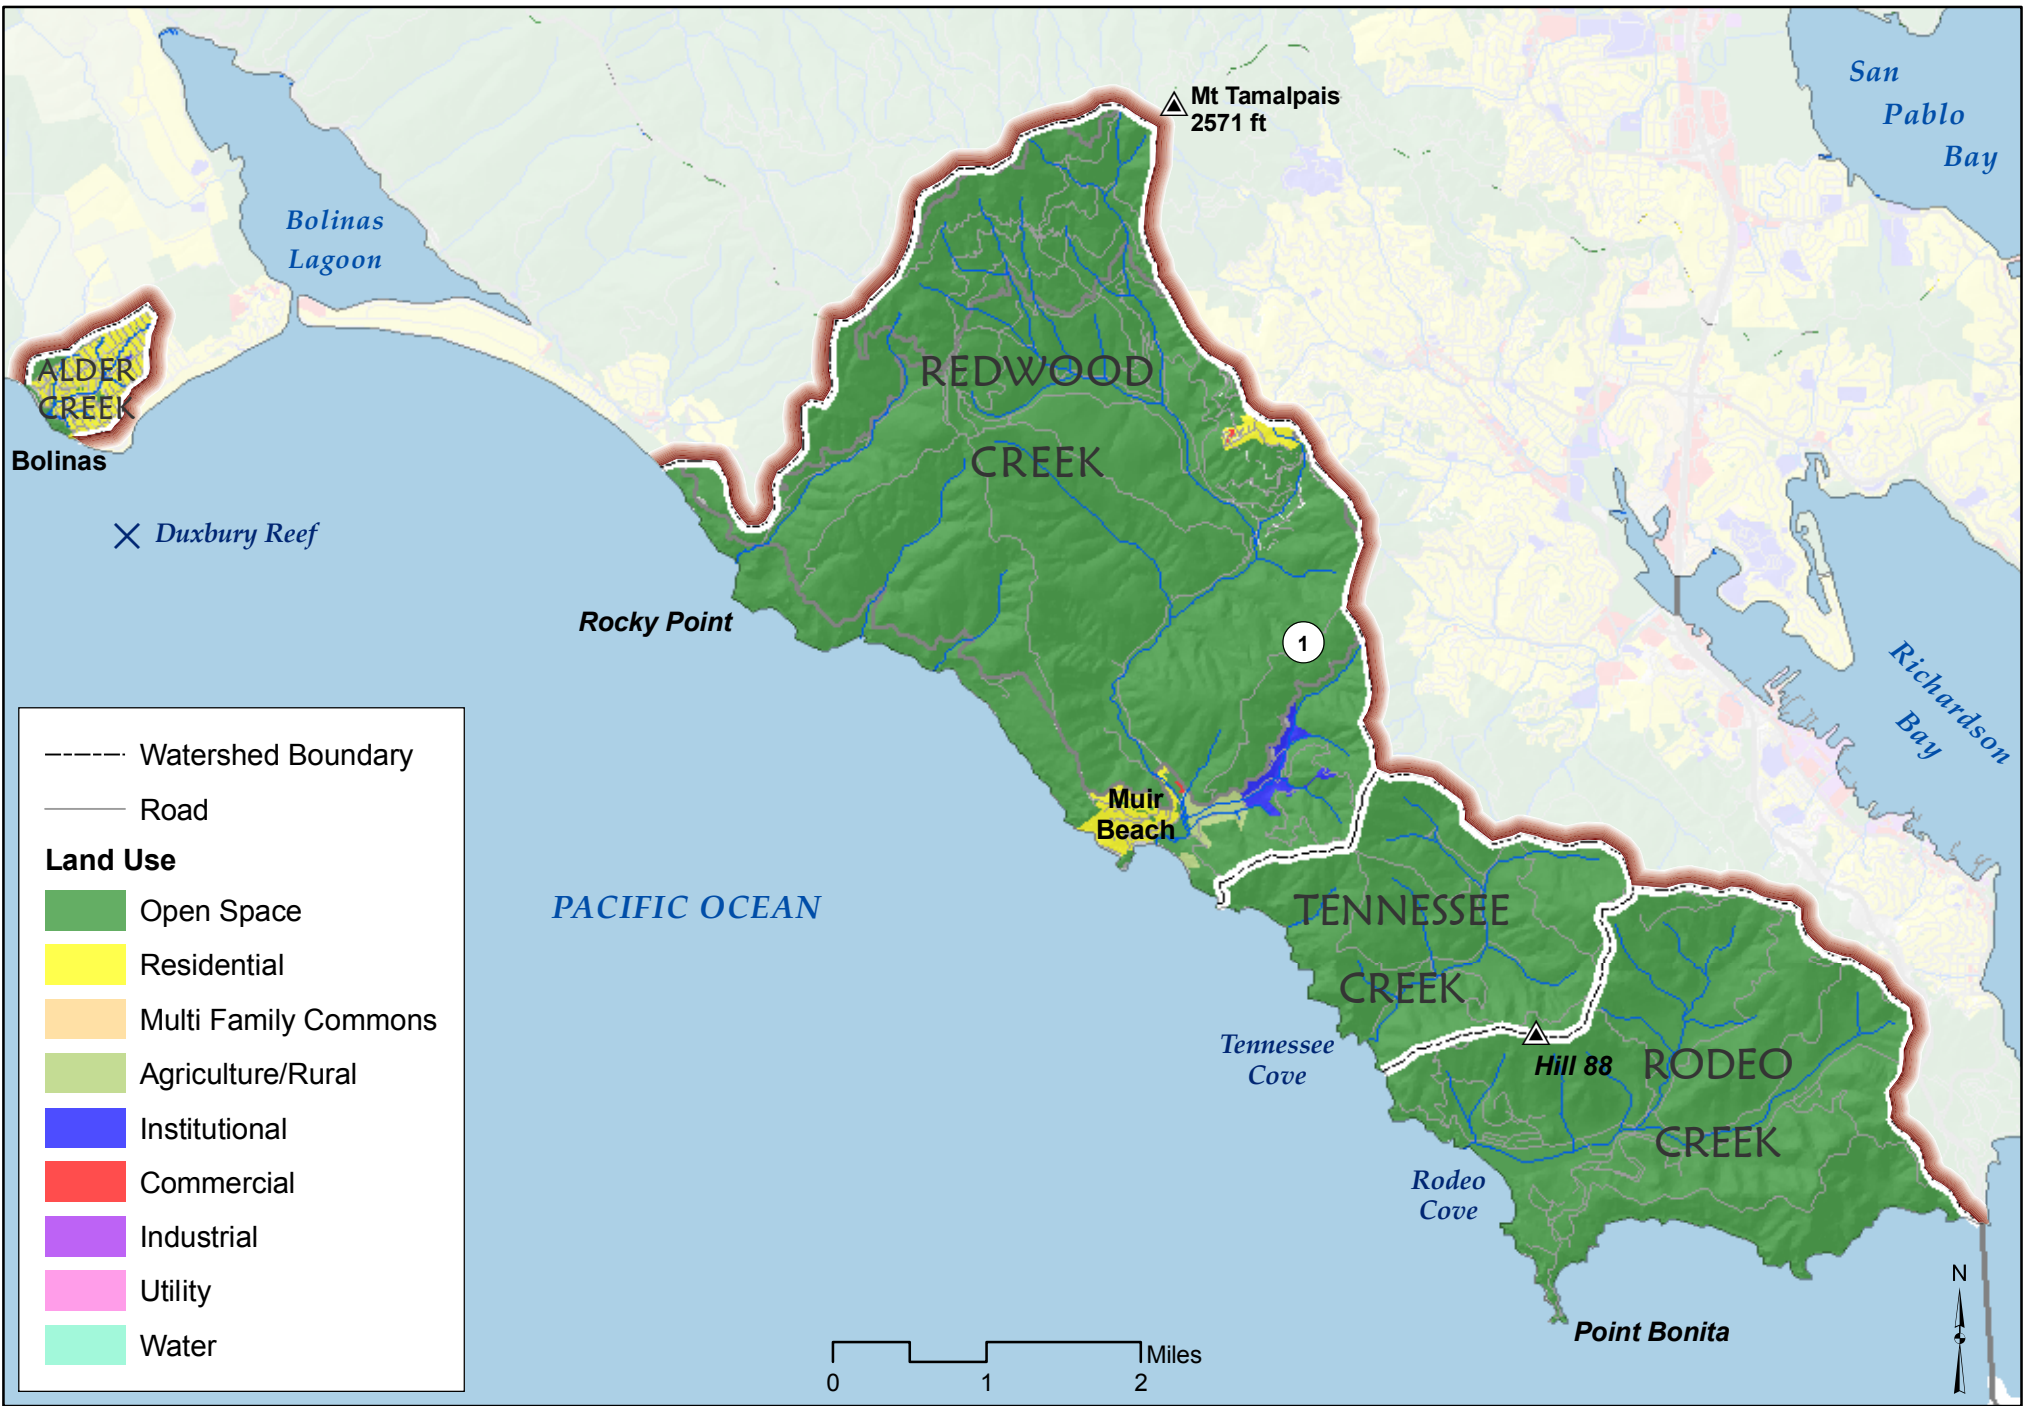 San
Pablo
Bay
Mt Tamalpais
2571 ft
Bolinas
Lagoon
ALDER
CREEK
Bolinas
Duxbury Reef
REDWOOD
CREEK
Rocky Point
1
Richardson
Bay
Muir
Beach
PACIFIC OCEAN
TENNESSEE
CREEK
Tennessee
Cove
Hill 88
RODEO
CREEK
Rodeo
Cove
Point Bonita
Watershed Boundary
Road
Land Use
Open Space
Residential
Multi Family Commons
Agriculture/Rural
Institutional
Commercial
Industrial
Utility
Water
Miles
0 1 2
N